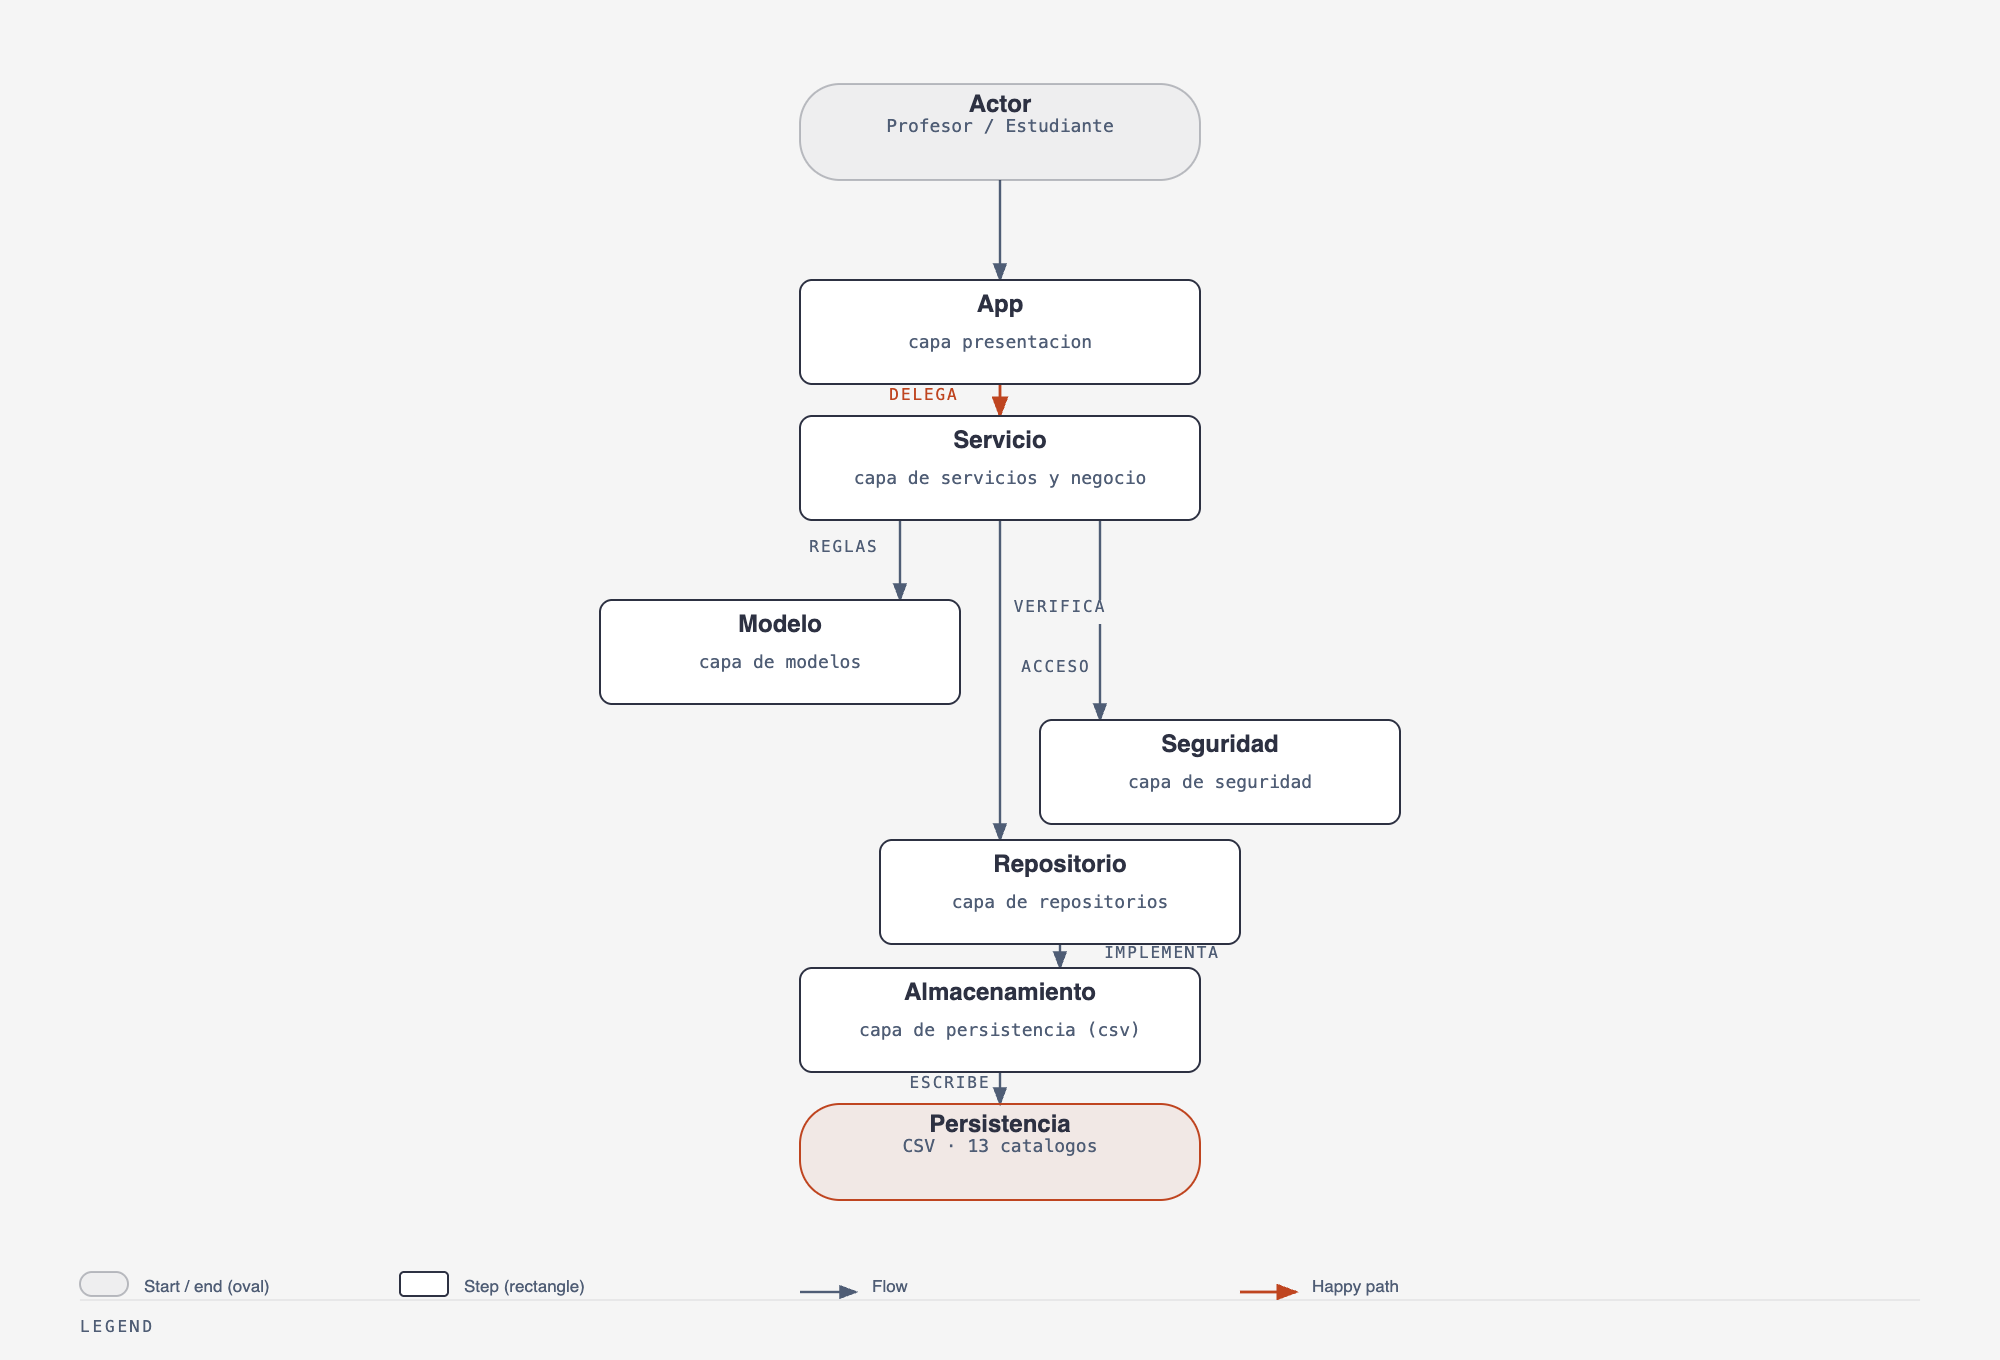 Actor
Profesor / Estudiante
App
capa presentacion
DELEGA
Servicio
capa de servicios y negocio
REGLAS
VERIFICA
Modelo
capa de modelos
ACCESO
Seguridad
capa de seguridad
Repositorio
capa de repositorios
IMPLEMENTA
Almacenamiento
capa de persistencia (csv)
ESCRIBE
Persistencia
CSV · 13 catalogos
Start / end (oval)
Step (rectangle)
Flow
Happy path
LEGEND